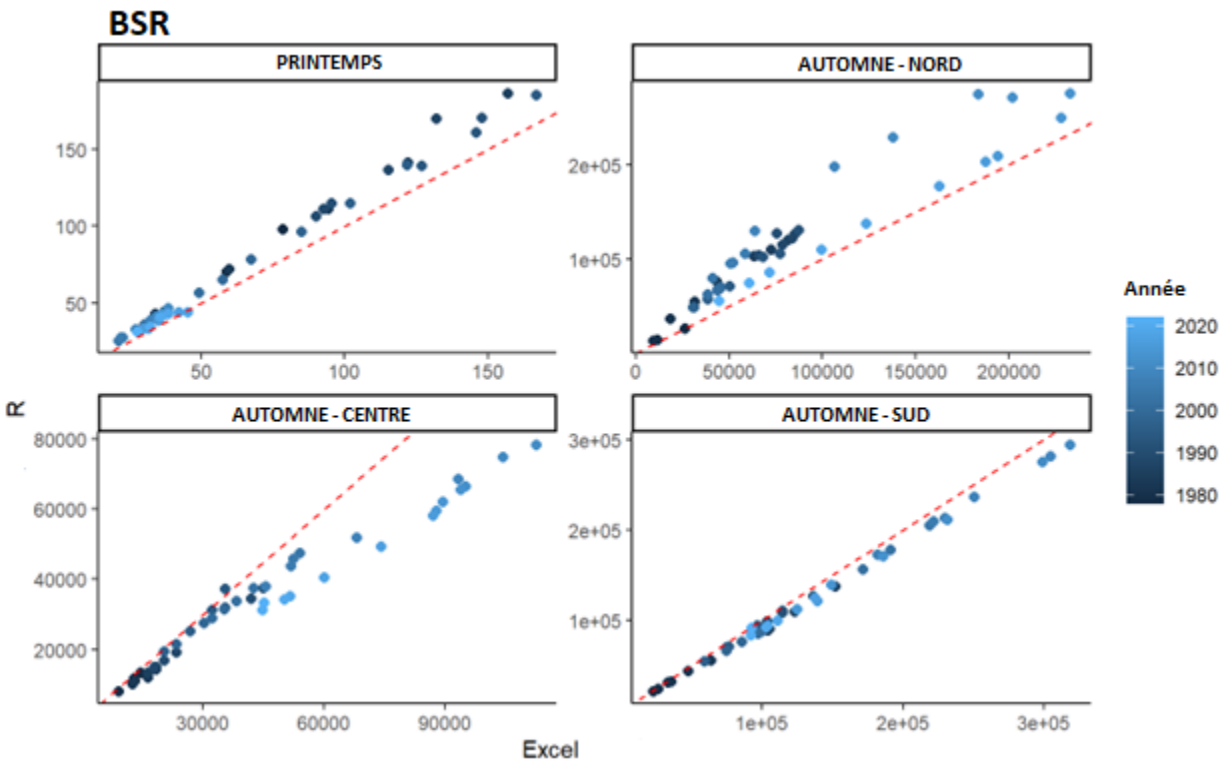 BSR
PRINTEMPS
150
100
50
50 100 150
AUTOMNE - NORD
2e+05
1e+05
0 50000 100000 150000 200000
AUTOMNE - CENTRE
80000
60000
40000
20000
30000 60000 90000
AUTOMNE - SUD
3e+05
2e+05
1e+05
1e+05 2e+05 3e+05
R
Excel
Année
2020
2010
2000
1990
1980